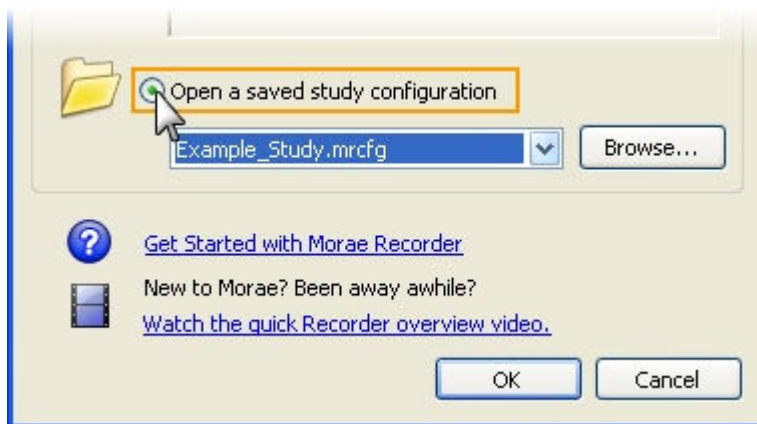 Open a saved study configuration
Example_Study.mrcfg
Browse...
Get Started with Morae Recorder
New to Morae? Been away awhile?
Watch the quick Recorder overview video.
OK
Cancel